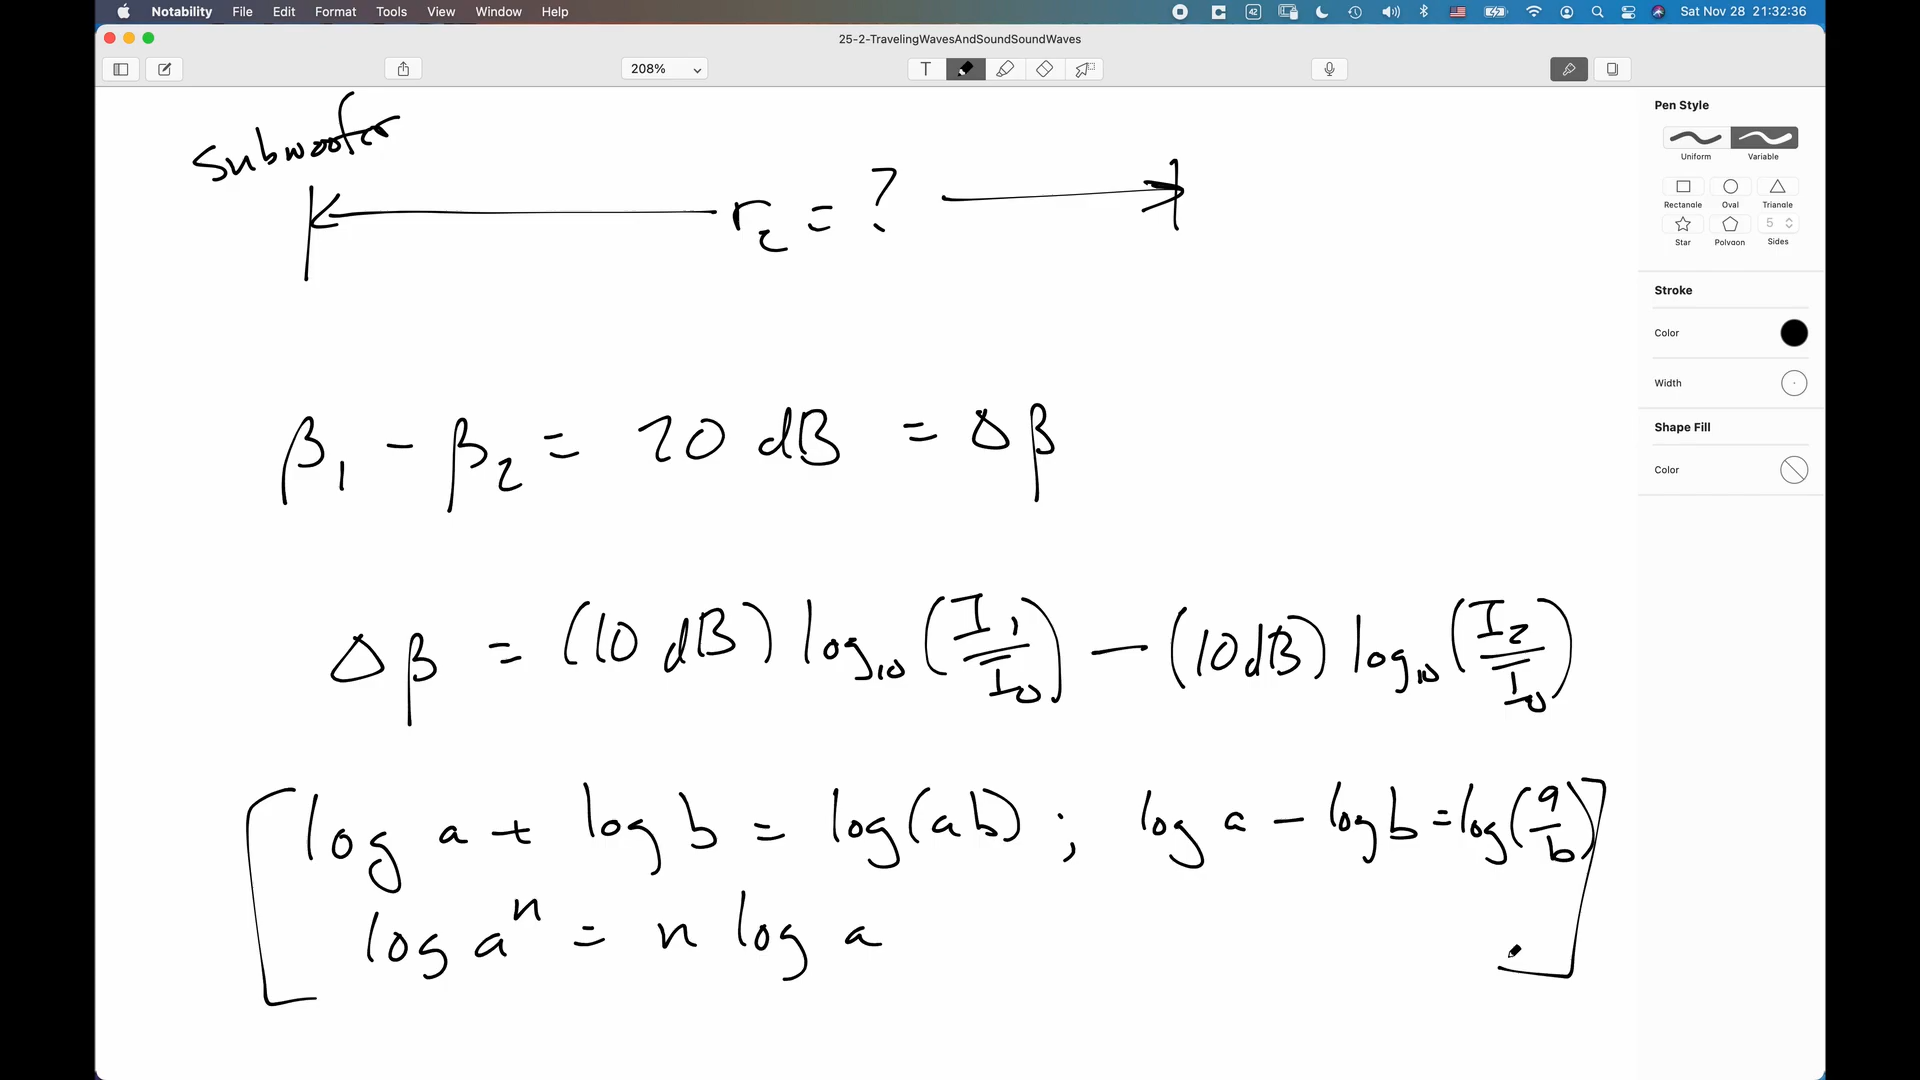 Notability File Edit Format Tools View Window Help 42 Sat Nov 28 21:32:36
25-2-TravelingWavesAndSoundSoundWaves
208% T
Pen Style
Uniform Variable
Rectangle Oval Triangle
5
Star Polygon Sides
Stroke
Color
Width
Shape Fill
Color
Subwoofer
r₂ = ?
β₁ - β₂ = 20 dB = Δβ
Δβ = (10 dB) log₁₀ (I₁/I₀) - (10 dB) log₁₀ (I₂/I₀)
[log a + log b = log(ab) ; log a - log b = log(a/b)
log aⁿ = n log a]